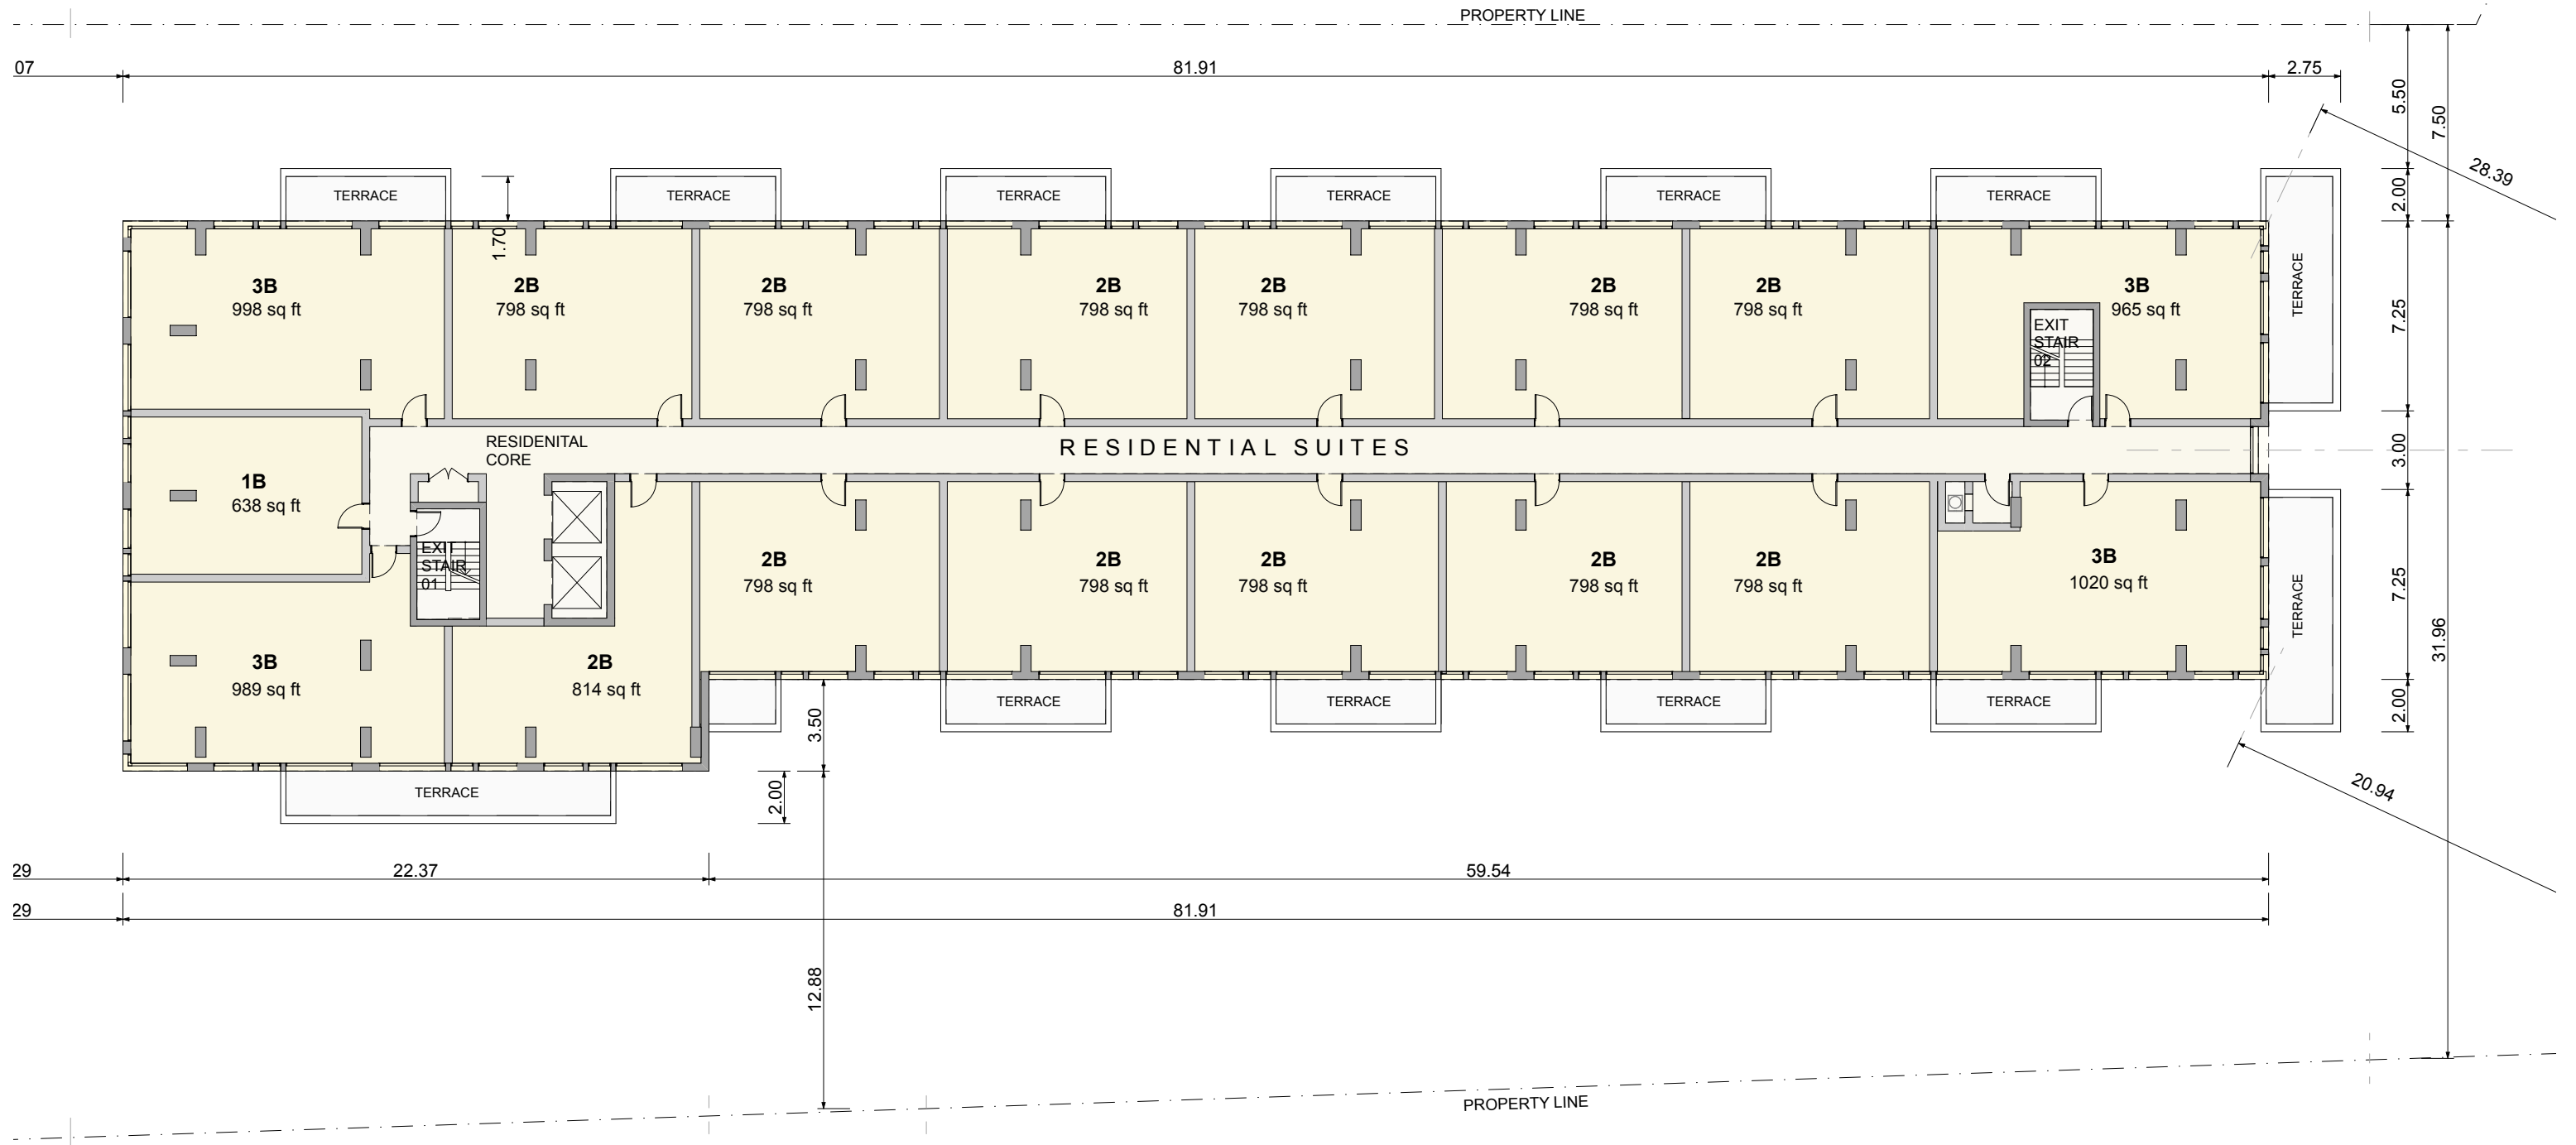 PROPERTY LINE
07
81.91
2.75
5.50
7.50
28.39
TERRACE
TERRACE
TERRACE
TERRACE
TERRACE
TERRACE
2.00
1.70
TERRACE
3B
998 sq ft
2B
798 sq ft
2B
798 sq ft
2B
798 sq ft
2B
798 sq ft
2B
798 sq ft
2B
798 sq ft
3B
965 sq ft
EXIT
STAIR
02
7.25
RESIDENITAL
CORE
RESIDENTIAL SUITES
3.00
1B
638 sq ft
EXIT
STAIR
01
2B
798 sq ft
2B
798 sq ft
2B
798 sq ft
2B
798 sq ft
2B
798 sq ft
3B
1020 sq ft
TERRACE
7.25
31.96
3B
989 sq ft
2B
814 sq ft
3.50
TERRACE
TERRACE
TERRACE
TERRACE
2.00
TERRACE
2.00
20.94
29
22.37
59.54
29
81.91
12.88
PROPERTY LINE